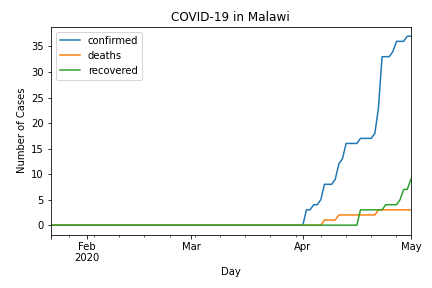 COVID-19 in Malawi
confirmed
deaths
recovered
Number of Cases
35
30
25
20
15
10
5
0
Feb
2020
Mar
Apr
May
Day